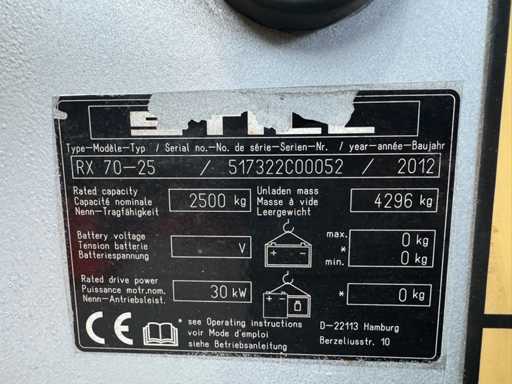 STILL
Type-Modèle-Typ / Serial no.-No. de série-Serien-Nr. / year-année-Baujahr
RX 70-25 / 517322C00052 / 2012
Rated capacity
Capacité nominale
Nenn-Tragfähigkeit
2500 kg
Unladen mass
Masse à vide
Leergewicht
4296 kg
Battery voltage
Tension batterie
Batteriespannung
V
max.
*
min.
0 kg
0 kg
Rated drive power
Puissance motr.nom.
Nenn-Antriebsleist.
30 kW
* 0 kg
CE
* see Operating instructions
voir Mode d'emploi
siehe Betriebsanleitung
D-22113 Hamburg
Berzeliusstr. 10